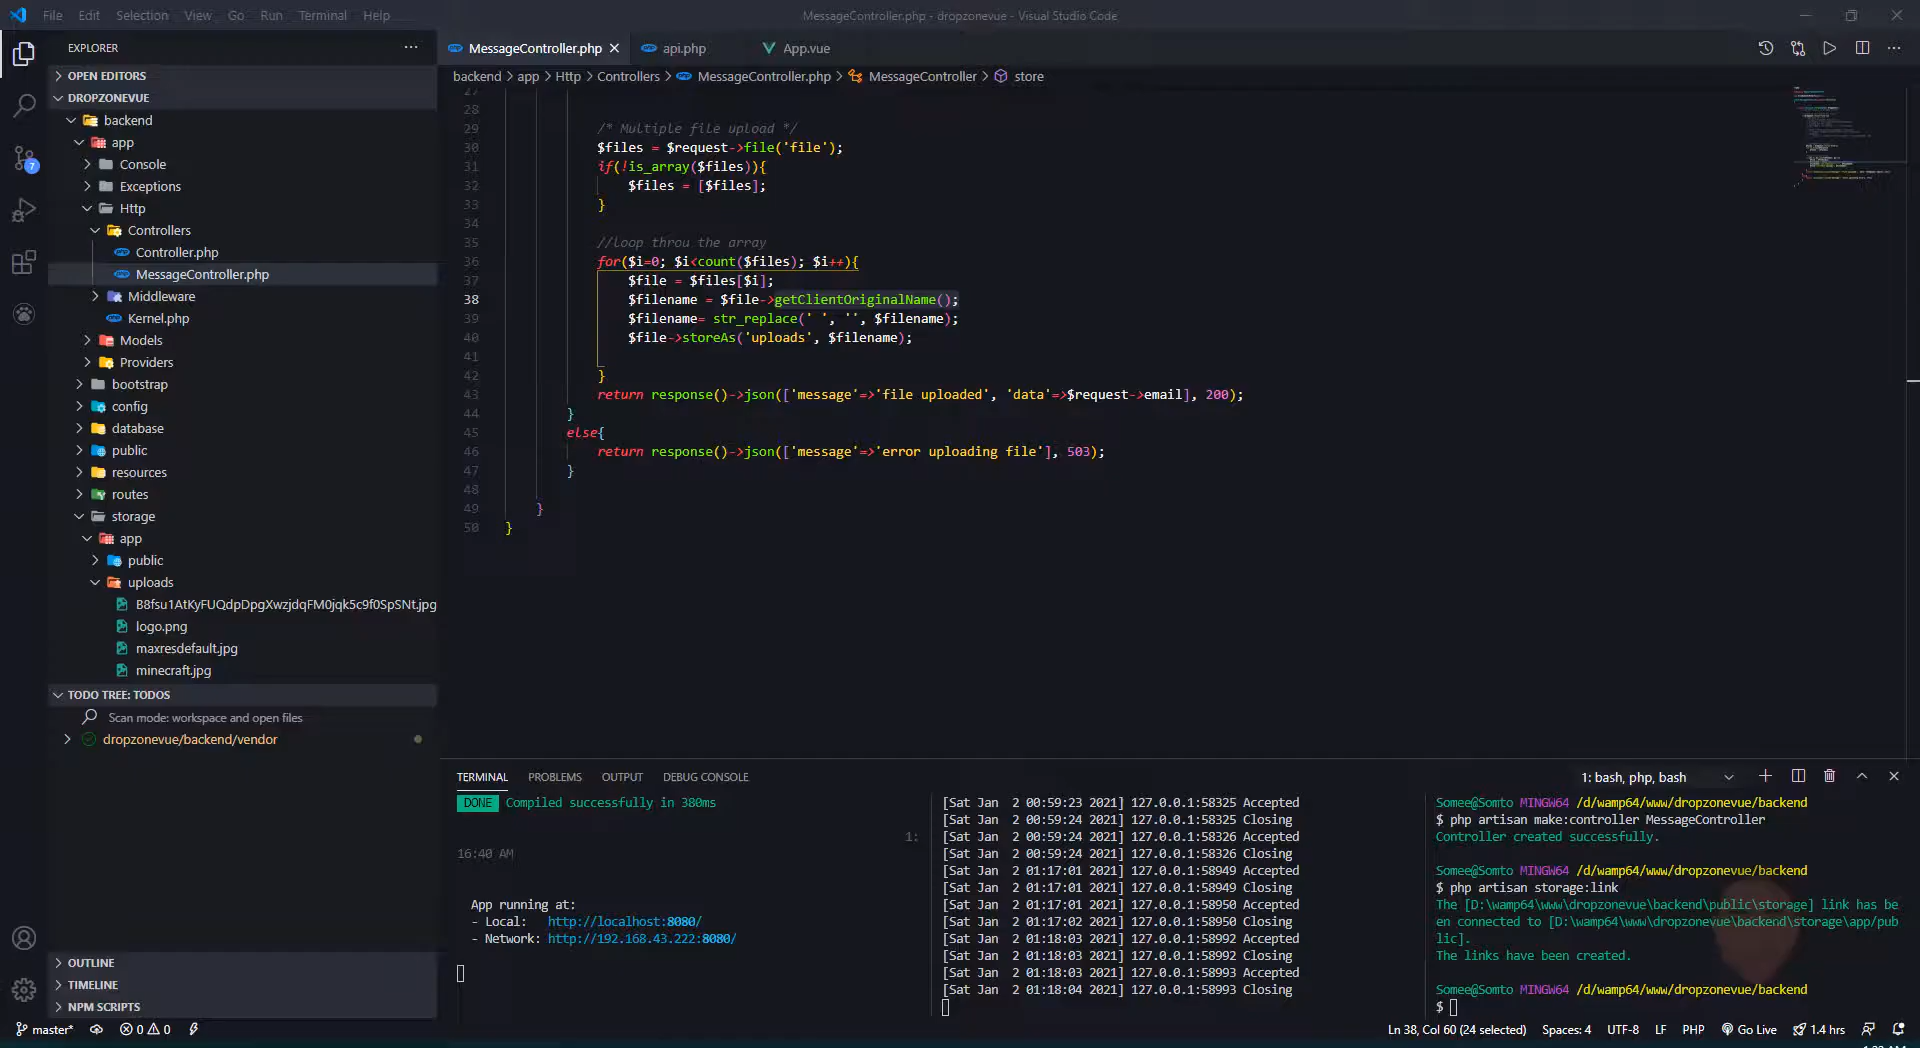 File Edit Selection View Go Run Terminal Help
MessageController.php - dropzonevue - Visual Studio Code
EXPLORER
MessageController.php
api.php
App.vue
OPEN EDITORS
backend > app > Http > Controllers > MessageController.php > MessageController > store
DROPZONEVUE
backend
app
Console
Exceptions
Http
Controllers
Controller.php
MessageController.php
Middleware
Kernel.php
Models
Providers
bootstrap
config
database
public
resources
routes
storage
app
public
uploads
B8fsu1AtKyFUQdpDpgXwzjdqFM0jqk5c9f0SpSNt.jpg
logo.png
maxresdefault.jpg
minecraft.jpg
TODO TREE: TODOS
Scan mode: workspace and open files
dropzonevue/backend/vendor
OUTLINE
TIMELINE
NPM SCRIPTS
7
27
28
29 /* Multiple file upload */
30 $files = $request->file('file');
31 if(!is_array($files)){
32 $files = [$files];
33 }
34
35 //loop throu the array
36 for($i=0; $i<count($files); $i++){
37 $file = $files[$i];
38 $filename = $file->getClientOriginalName();
39 $filename= str_replace(' ', '', $filename);
40 $file->storeAs('uploads', $filename);
41
42 }
43 return response()->json(['message'=>'file uploaded', 'data'=>$request->email], 200);
44 }
45 else{
46 return response()->json(['message'=>'error uploading file'], 503);
47 }
48
49 }
50 }
TERMINAL PROBLEMS OUTPUT DEBUG CONSOLE
1: bash, php, bash
DONE Compiled successfully in 380ms
1:
16:40 AM
App running at:
- Local: http://localhost:8080/
- Network: http://192.168.43.222:8080/
[Sat Jan 2 00:59:23 2021] 127.0.0.1:58325 Accepted
[Sat Jan 2 00:59:24 2021] 127.0.0.1:58325 Closing
[Sat Jan 2 00:59:24 2021] 127.0.0.1:58326 Accepted
[Sat Jan 2 00:59:24 2021] 127.0.0.1:58326 Closing
[Sat Jan 2 01:17:01 2021] 127.0.0.1:58949 Accepted
[Sat Jan 2 01:17:01 2021] 127.0.0.1:58949 Closing
[Sat Jan 2 01:17:01 2021] 127.0.0.1:58950 Accepted
[Sat Jan 2 01:17:02 2021] 127.0.0.1:58950 Closing
[Sat Jan 2 01:18:03 2021] 127.0.0.1:58992 Accepted
[Sat Jan 2 01:18:03 2021] 127.0.0.1:58992 Closing
[Sat Jan 2 01:18:03 2021] 127.0.0.1:58993 Accepted
[Sat Jan 2 01:18:04 2021] 127.0.0.1:58993 Closing
Somee@Somto MINGW64 /d/wamp64/www/dropzonevue/backend
$ php artisan make:controller MessageController
Controller created successfully.
Somee@Somto MINGW64 /d/wamp64/www/dropzonevue/backend
$ php artisan storage:link
The [D:\wamp64\www\dropzonevue\backend\public\storage] link has be
en connected to [D:\wamp64\www\dropzonevue\backend\storage\app/pub
lic].
The links have been created.
Somee@Somto MINGW64 /d/wamp64/www/dropzonevue/backend
$
master* 0 0
Ln 38, Col 60 (24 selected) Spaces: 4 UTF-8 LF PHP Go Live 1.4 hrs